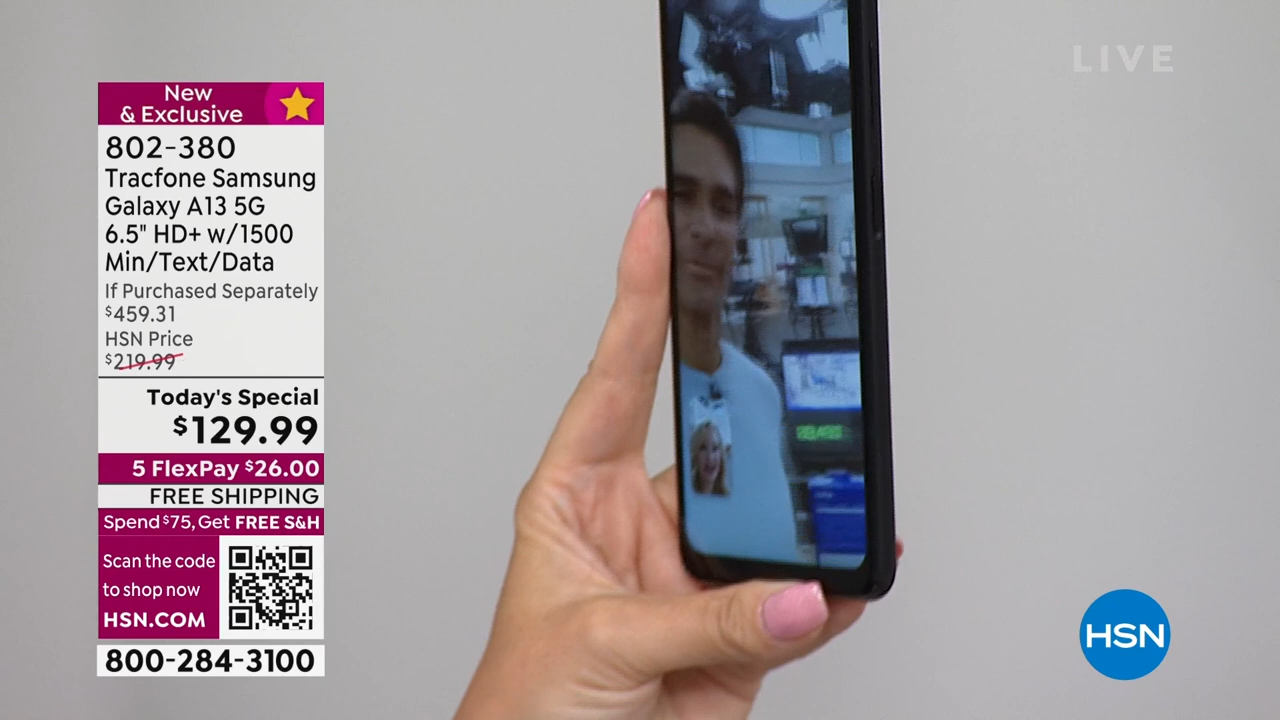 LIVE
New
& Exclusive
802-380
Tracfone Samsung
Galaxy A13 5G
6.5" HD+ w/1500
Min/Text/Data
If Purchased Separately
$459.31
HSN Price
$219.99
Today's Special
$129.99
5 FlexPay $26.00
FREE SHIPPING
Spend $75, Get FREE S&H
Scan the code
to shop now
HSN.COM
800-284-3100
HSN